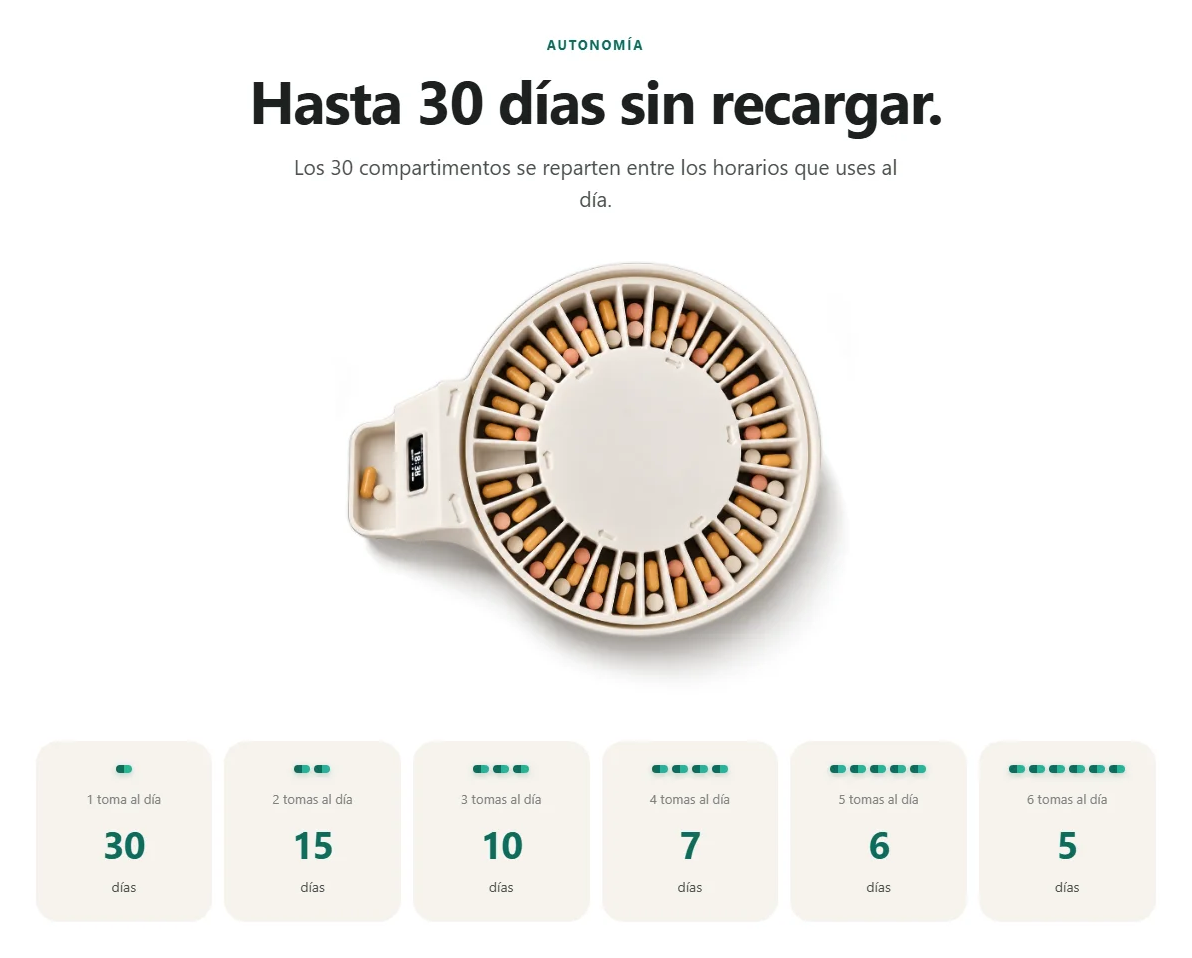 AUTONOMÍA
Hasta 30 días sin recargar.
Los 30 compartimentos se reparten entre los horarios que uses al
día.
18:38
1 toma al día
30
días
2 tomas al día
15
días
3 tomas al día
10
días
4 tomas al día
7
días
5 tomas al día
6
días
6 tomas al día
5
días